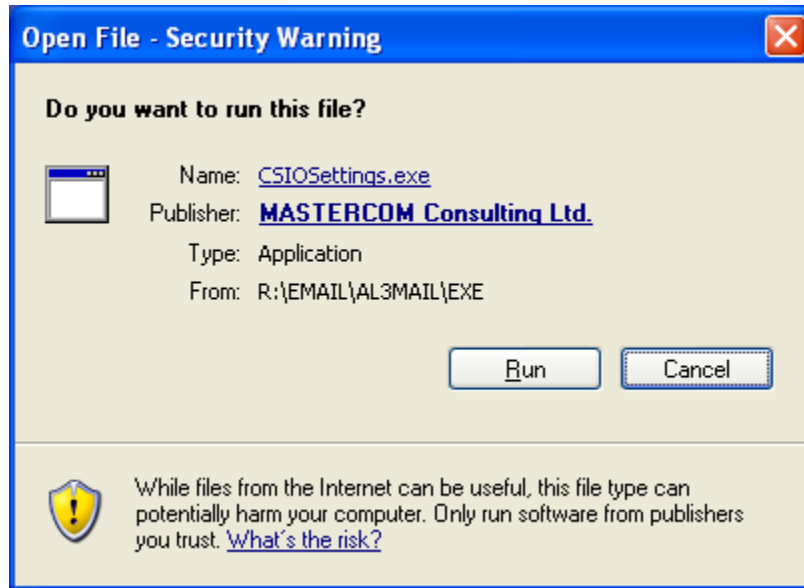 Open File - Security Warning
Do you want to run this file?
Name: CSIOSettings.exe
Publisher: MASTERCOM Consulting Ltd.
Type: Application
From: R:\EMAIL\AL3MAIL\EXE
Run Cancel
While files from the Internet can be useful, this file type can
potentially harm your computer. Only run software from publishers
you trust. What's the risk?